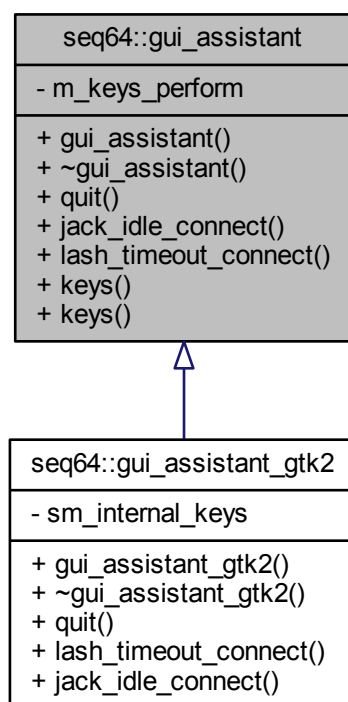 seq64::gui_assistant
- m_keys_perform
+ gui_assistant()
+ ~gui_assistant()
+ quit()
+ jack_idle_connect()
+ lash_timeout_connect()
+ keys()
+ keys()
seq64::gui_assistant_gtk2
- sm_internal_keys
+ gui_assistant_gtk2()
+ ~gui_assistant_gtk2()
+ quit()
+ lash_timeout_connect()
+ jack_idle_connect()